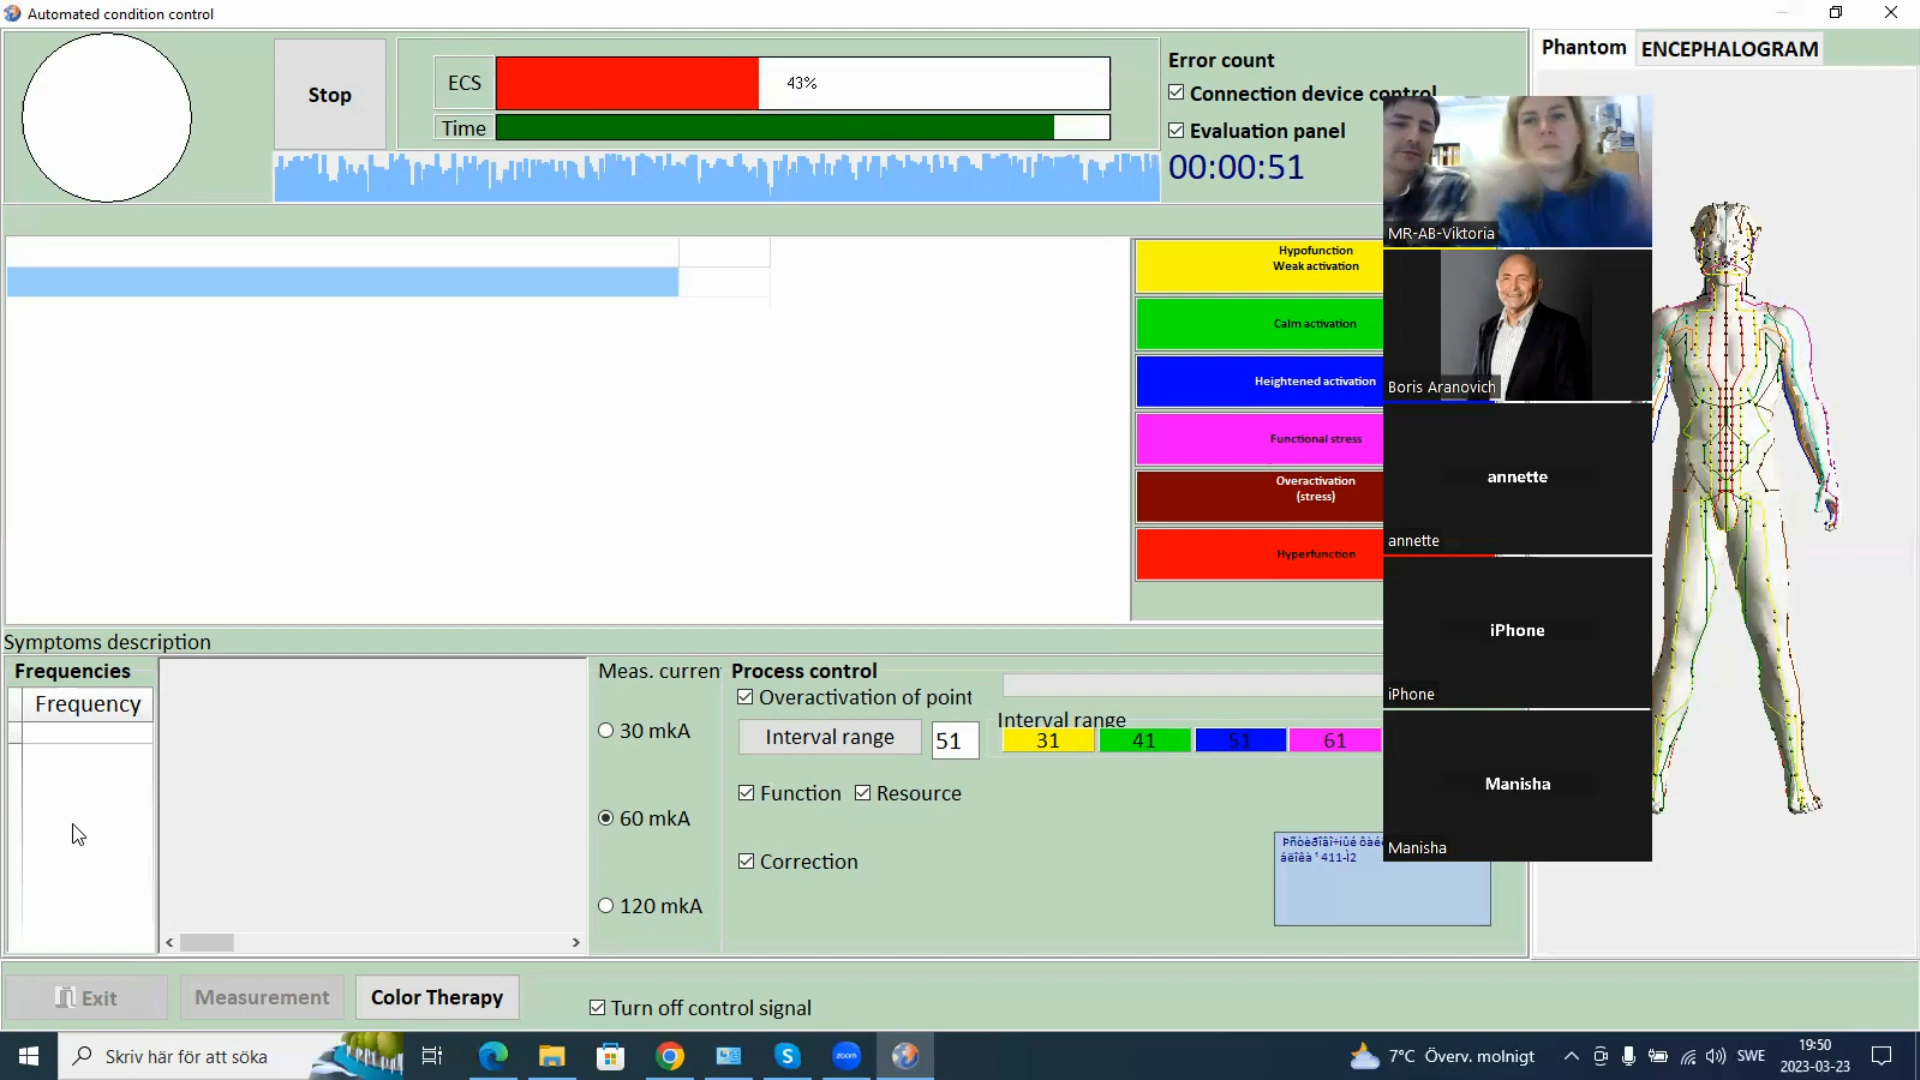 Automated condition control
Stop
ECS
43%
Time
Error count
Connection device control
Evaluation panel
00:00:51
Phantom
ENCEPHALOGRAM
MR-AB-Viktoria
Boris Aranovich
annette
annette
iPhone
iPhone
Manisha
Manisha
Hypofunction
Weak activation
Calm activation
Heightened activation
Functional stress
Overactivation
(stress)
Hyperfunction
Symptoms description
Frequencies
Frequency
Meas. curren
30 mkA
60 mkA
120 mkA
Process control
Overactivation of point
Interval range
51
Interval range
31
41
51
61
Function
Resource
Correction
Exit
Measurement
Color Therapy
Turn off control signal
Skriv här för att söka
zoom
7°C Överv. molnigt
SWE
19:50
2023-03-23